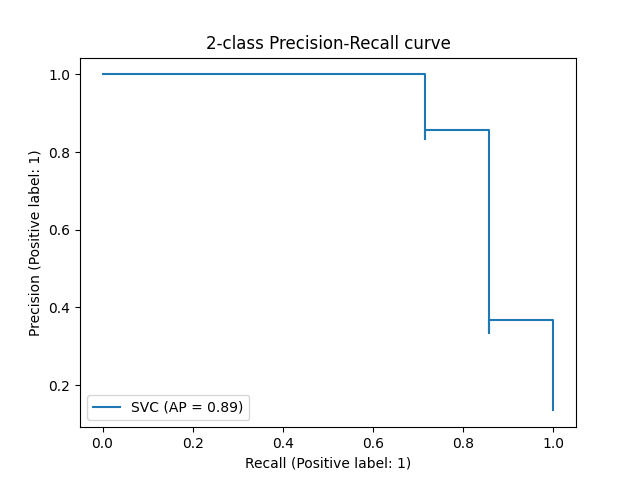 2-class Precision-Recall curve
1.0
0.8
0.6
0.4
0.2
Precision (Positive label: 1)
SVC (AP = 0.89)
0.0 0.2 0.4 0.6 0.8 1.0
Recall (Positive label: 1)